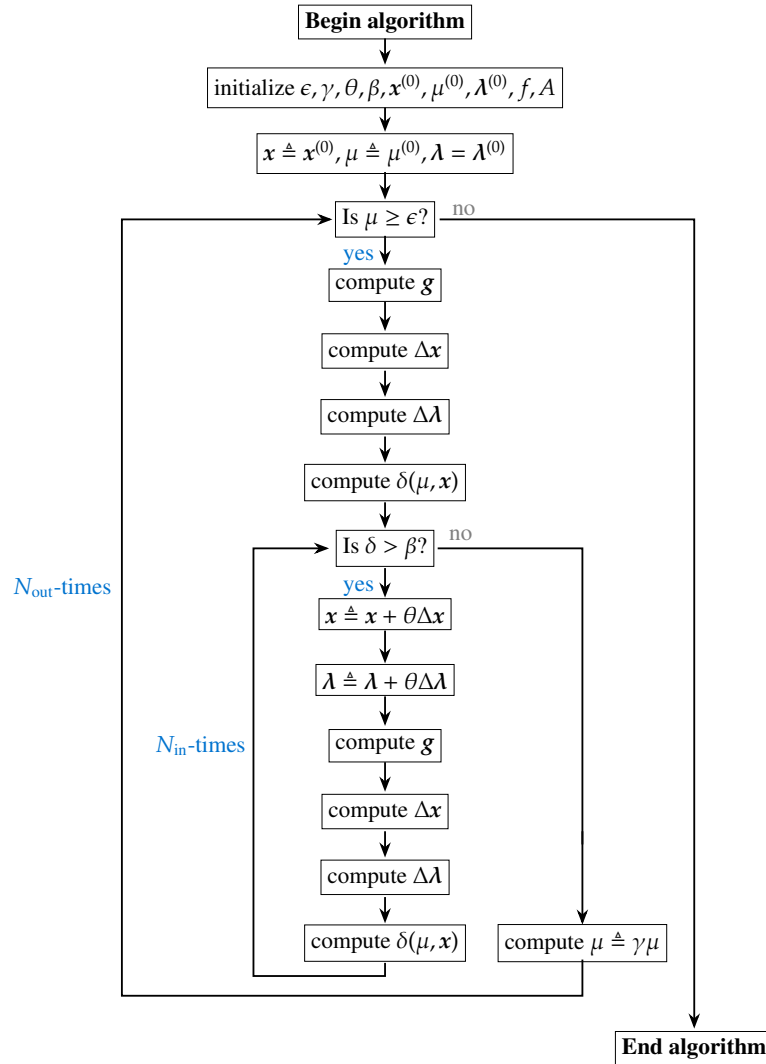 Begin algorithm
initialize ϵ, γ, θ, β, 𝒙⁽⁰⁾, μ⁽⁰⁾, 𝝀⁽⁰⁾, f, A
𝒙 ≜ 𝒙⁽⁰⁾, μ ≜ μ⁽⁰⁾, 𝝀 = 𝝀⁽⁰⁾
Is μ ≥ ϵ?
no
yes
compute 𝒈
compute Δ𝒙
compute Δ𝝀
compute δ(μ, 𝒙)
Is δ > β?
no
yes
N_out-times
𝒙 ≜ 𝒙 + θΔ𝒙
𝝀 ≜ 𝝀 + θΔ𝝀
N_in-times
compute 𝒈
compute Δ𝒙
compute Δ𝝀
compute δ(μ, 𝒙)
compute μ ≜ γμ
End algorithm